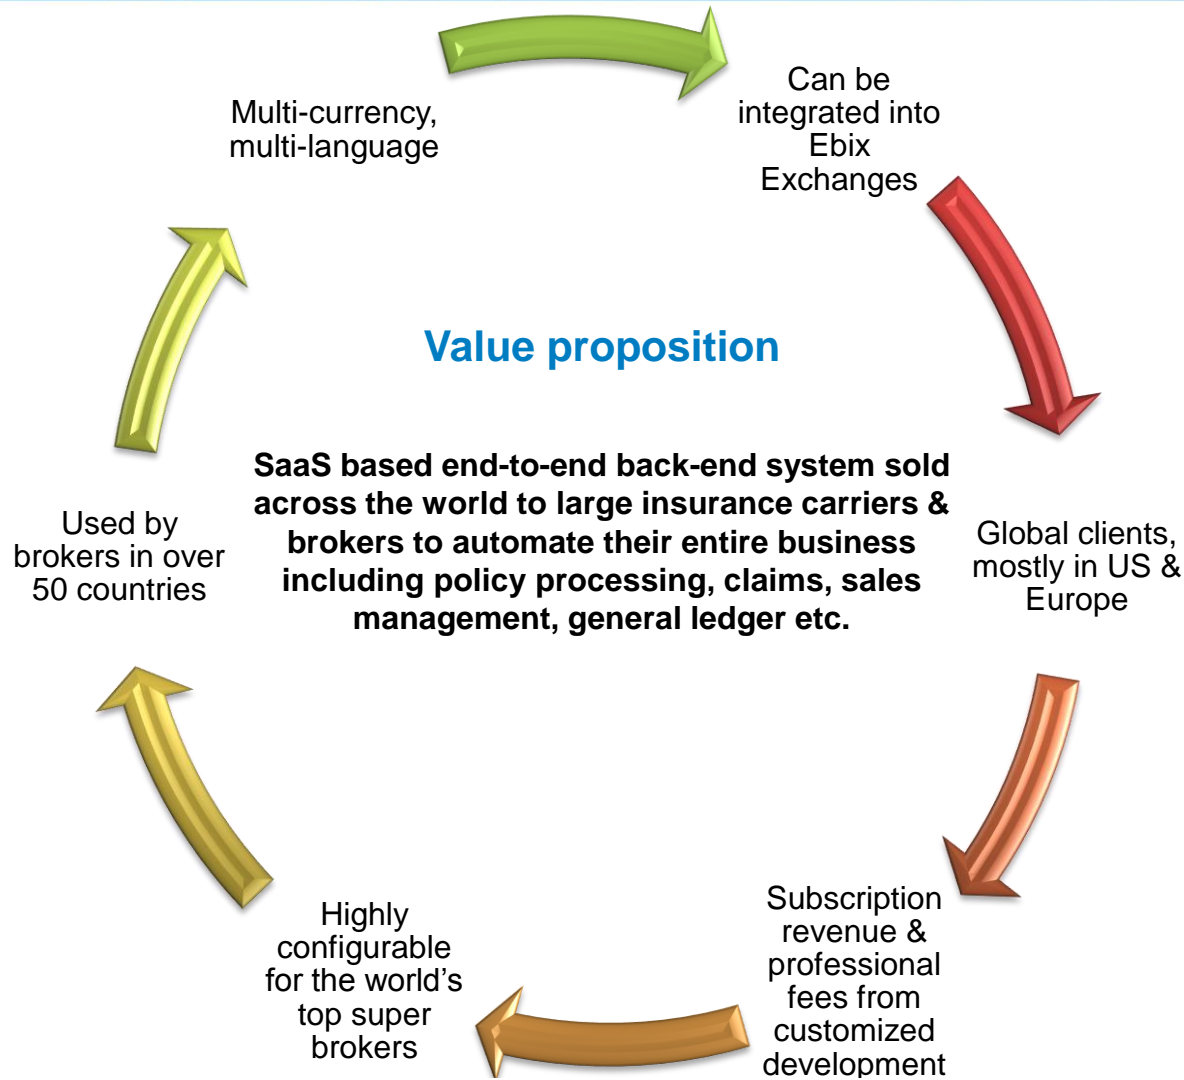 Multi-currency,
multi-language
Can be
integrated into
Ebix
Exchanges
Value proposition
SaaS based end-to-end back-end system sold
across the world to large insurance carriers &
brokers to automate their entire business
including policy processing, claims, sales
management, general ledger etc.
Global clients,
mostly in US &
Europe
Subscription
revenue &
professional
fees from
customized
development
Highly
configurable
for the world’s
top super
brokers
Used by
brokers in over
50 countries